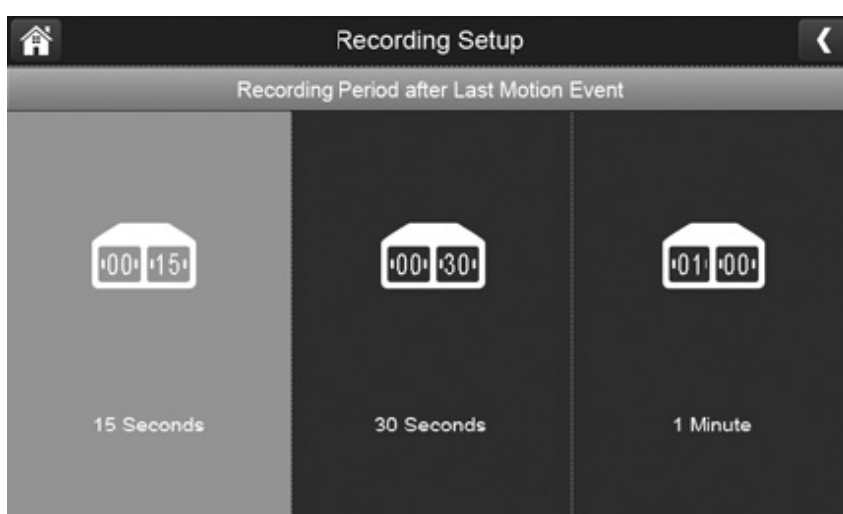 Recording Setup
Recording Period after Last Motion Event
00 15
00 30
01 00
15 Seconds
30 Seconds
1 Minute